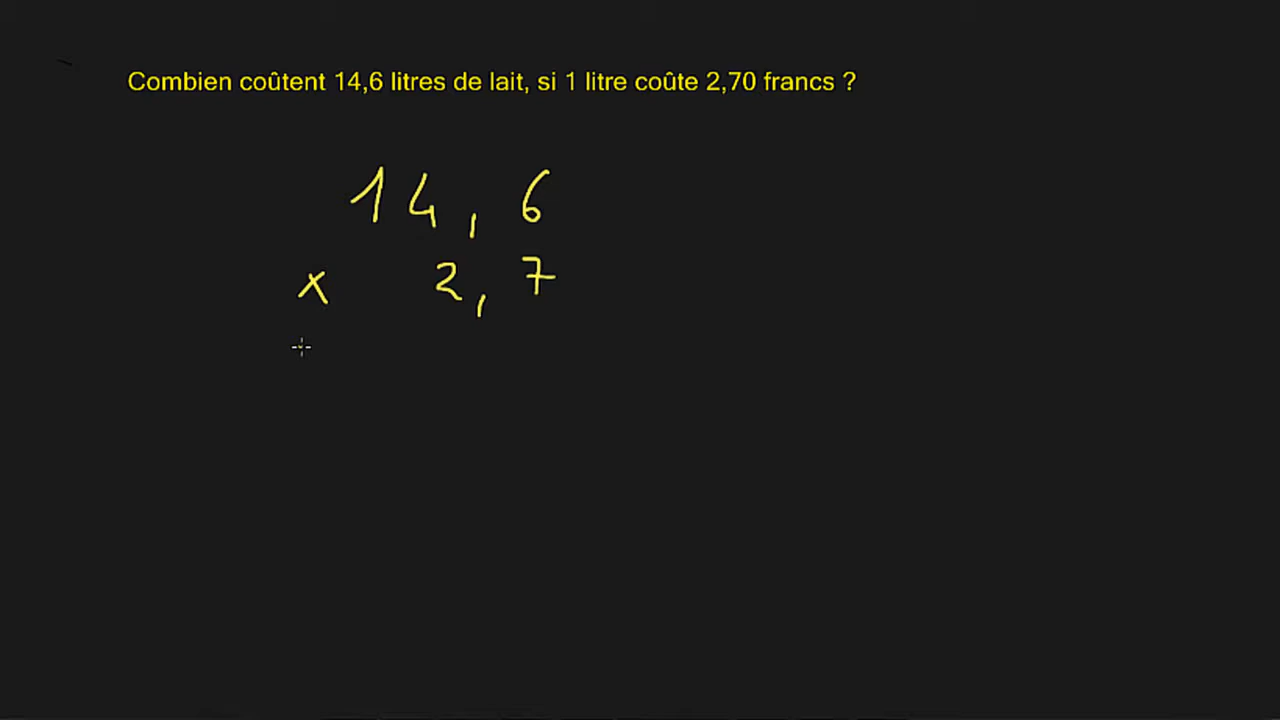 Combien coûtent 14,6 litres de lait, si 1 litre coûte 2,70 francs ?
14,6
x 2,7